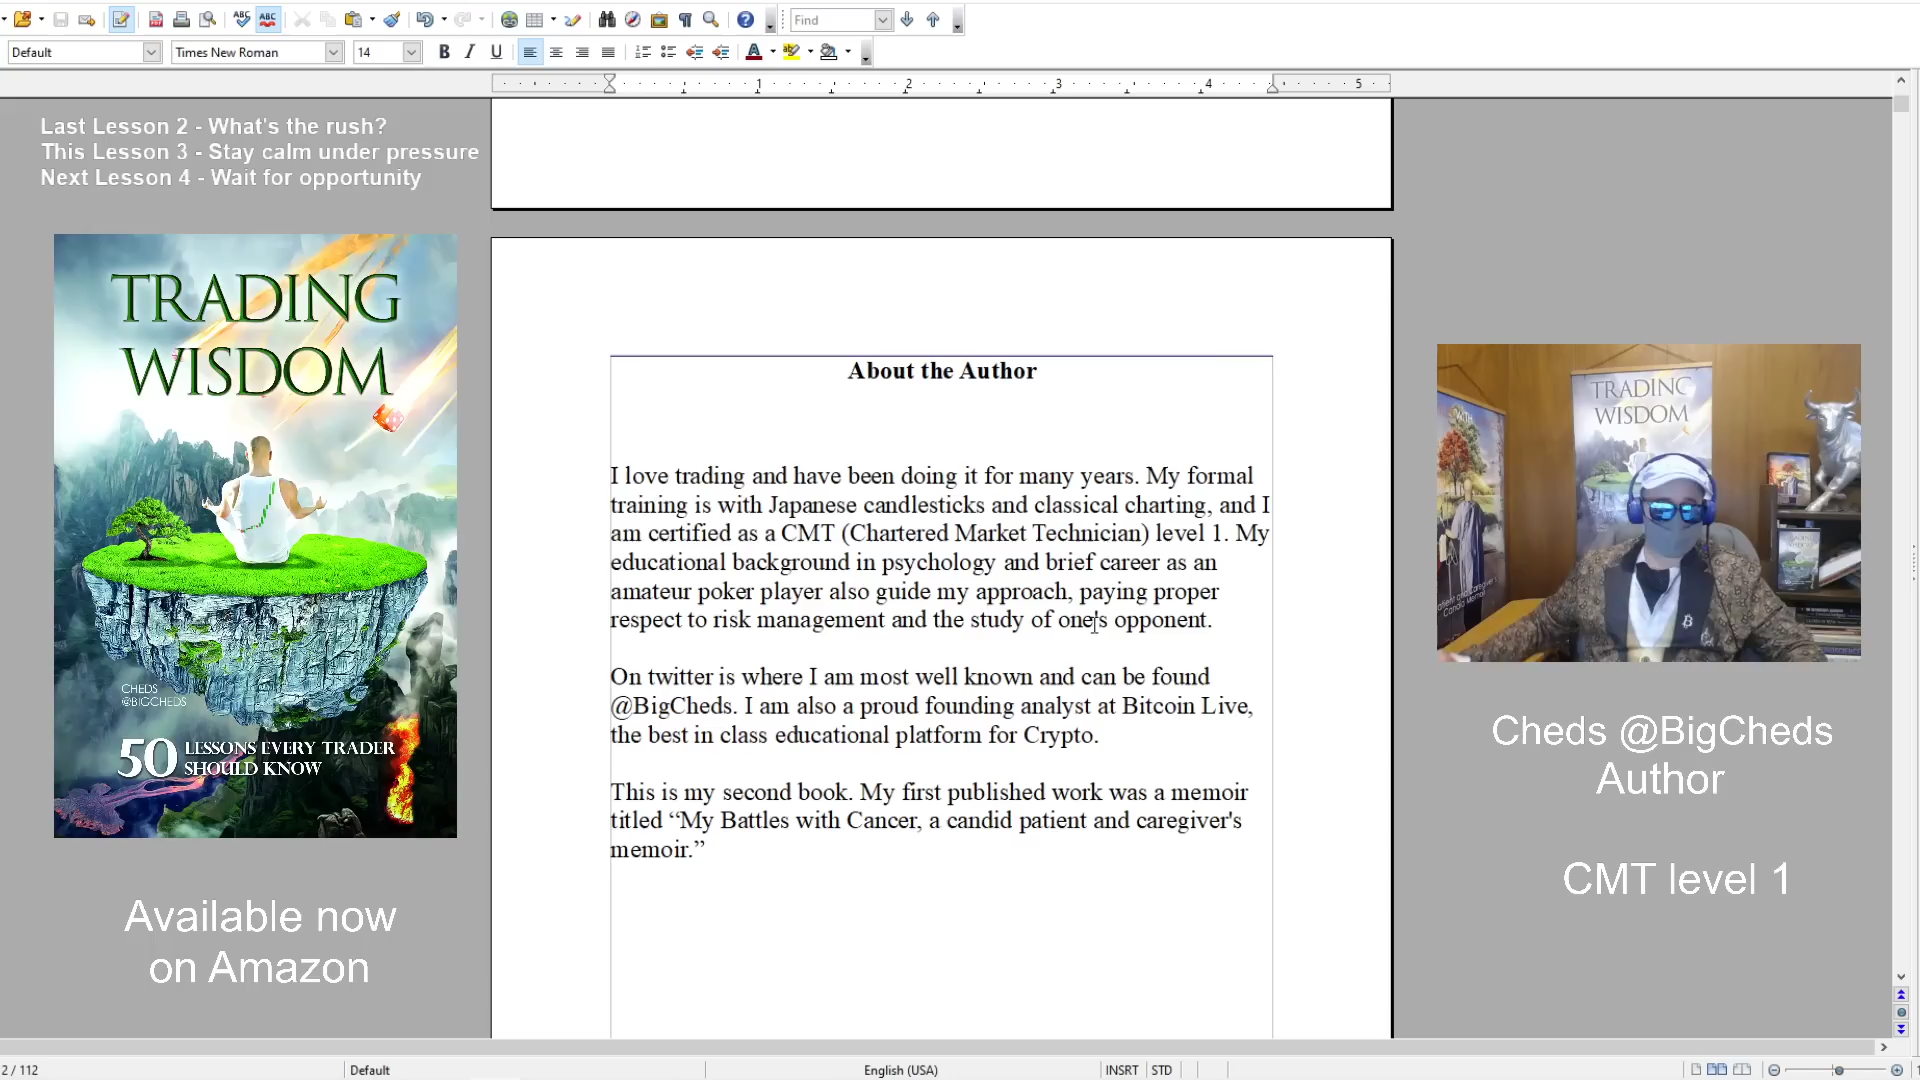 Find
Default
Times New Roman
14
1 2 3 4 5
Last Lesson 2 - What's the rush?
This Lesson 3 - Stay calm under pressure
Next Lesson 4 - Wait for opportunity
TRADING
WISDOM
CHEDS
@BIGCHEDS
50 LESSONS EVERY TRADER
SHOULD KNOW
Available now
on Amazon
About the Author
I love trading and have been doing it for many years. My formal
training is with Japanese candlesticks and classical charting, and I
am certified as a CMT (Chartered Market Technician) level 1. My
educational background in psychology and brief career as an
amateur poker player also guide my approach, paying proper
respect to risk management and the study of one's opponent.
On twitter is where I am most well known and can be found
@BigCheds. I am also a proud founding analyst at Bitcoin Live,
the best in class educational platform for Crypto.
This is my second book. My first published work was a memoir
titled “My Battles with Cancer, a candid patient and caregiver's
memoir.”
TRADING
WISDOM
Cheds @BigCheds
Author
CMT level 1
2 / 112
Default
English (USA)
INSRT
STD